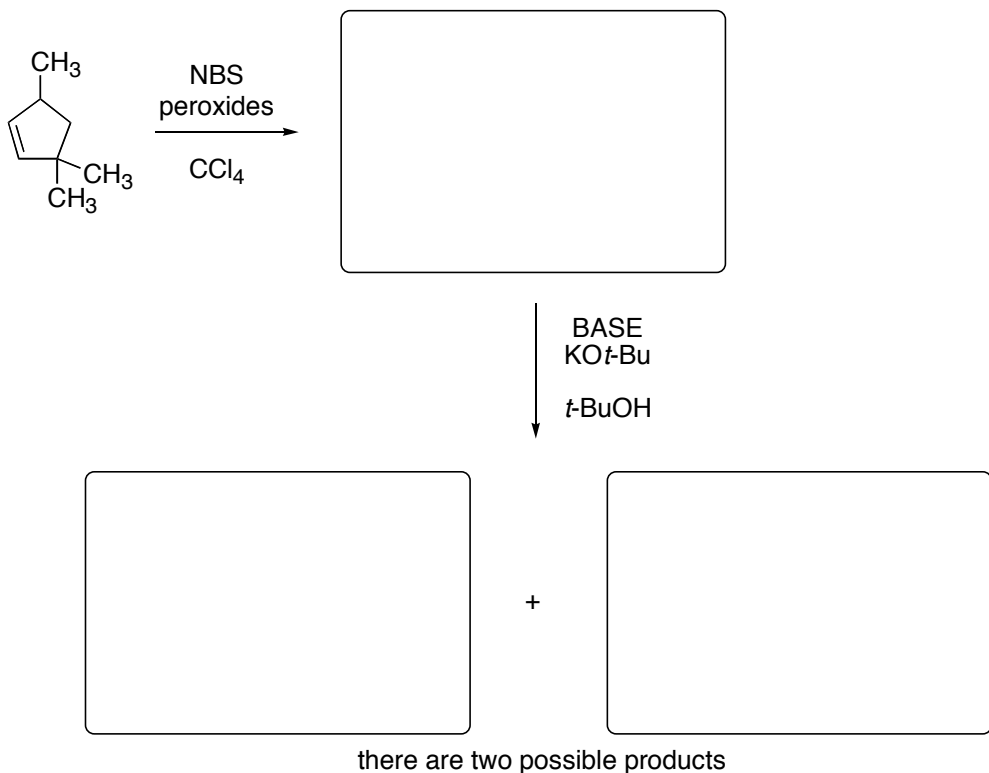 CH3
NBS
peroxides
CCl4
CH3
CH3
BASE
KOt-Bu
t-BuOH
+
there are two possible products